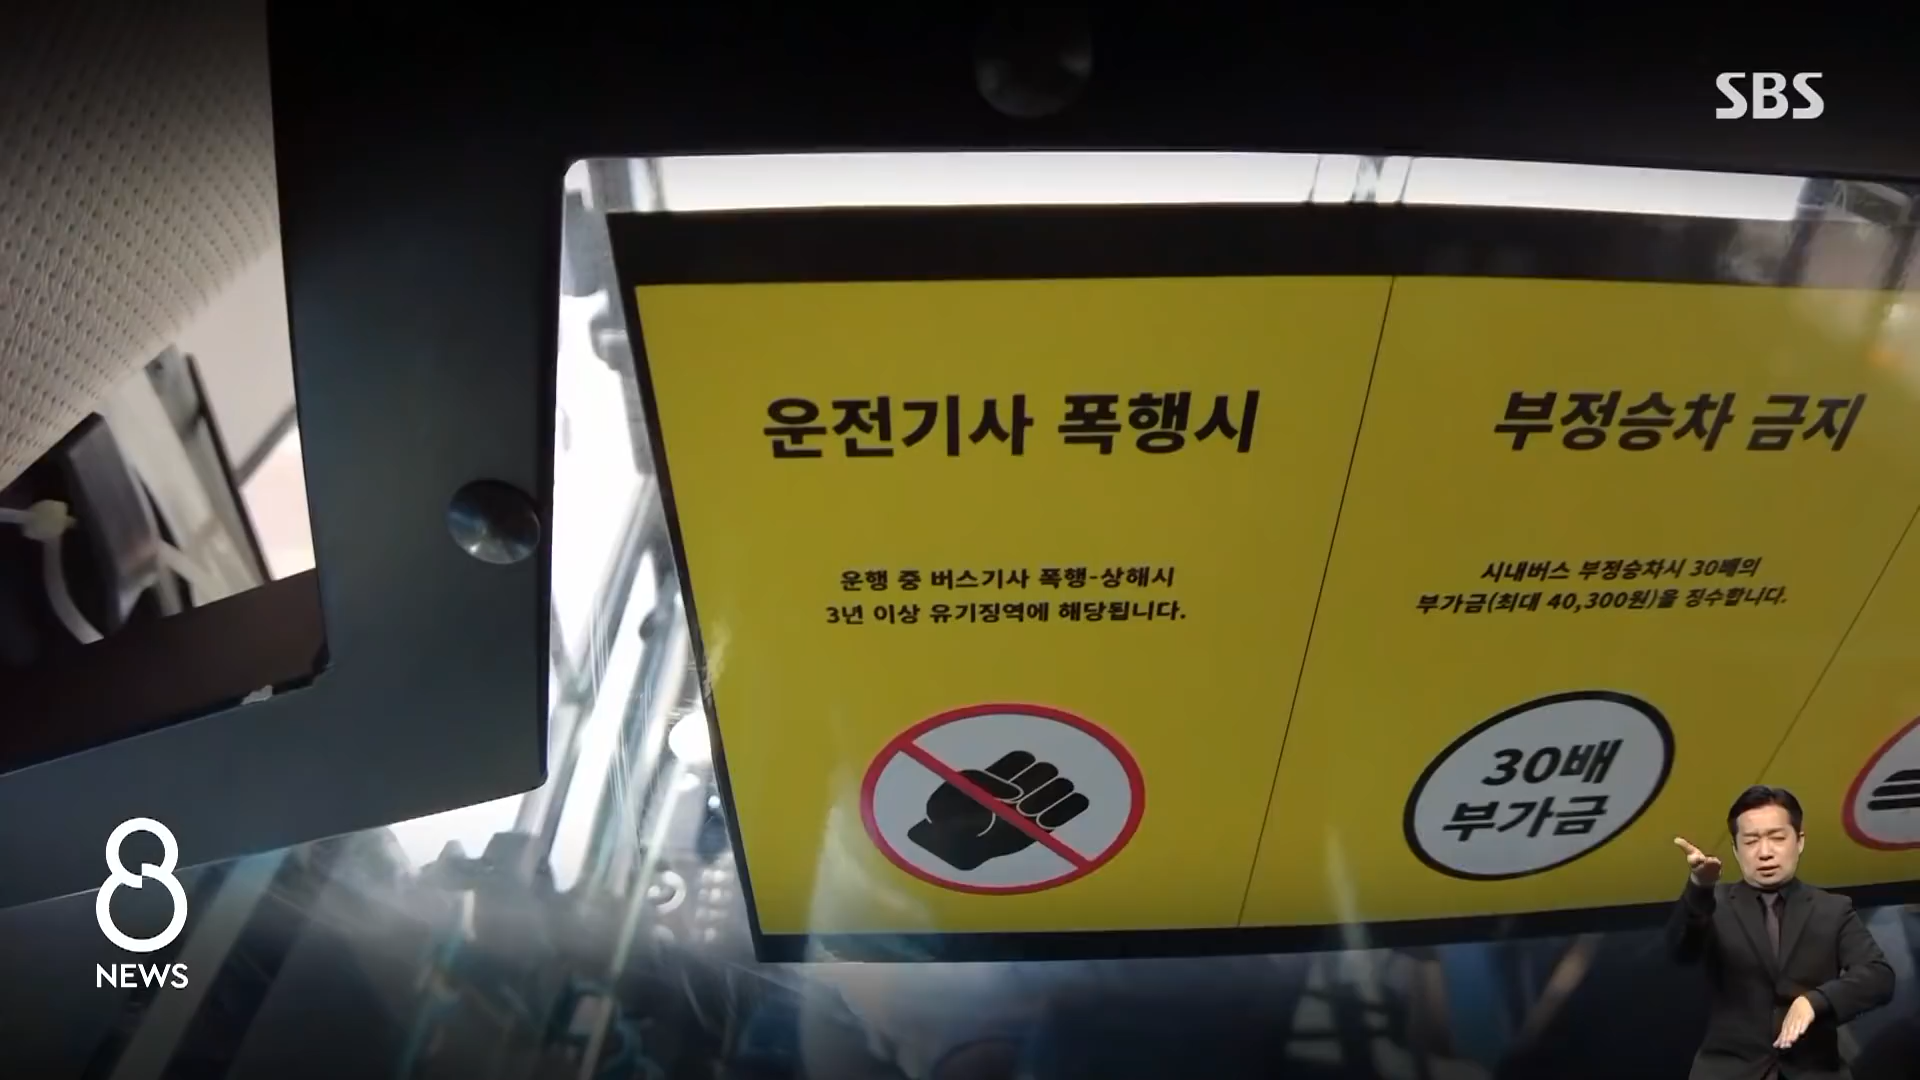 SBS
운전기사 폭행시
운행 중 버스기사 폭행-상해시
3년 이상 유기징역에 해당됩니다.
부정승차 금지
시내버스 부정승차시 30배의
부가금(최대 40,300원)을 징수합니다.
30배
부가금
8
NEWS